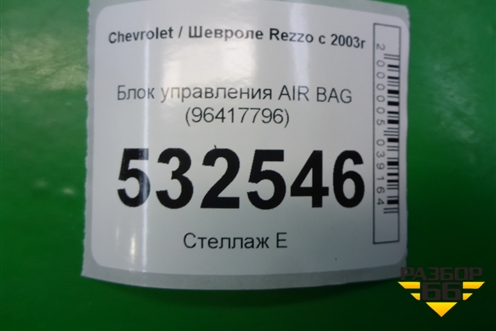 Chevrolet / Шевроле Rezzo с 2003г
Блок управления AIR BAG
(96417796)
532546
Стеллаж Е
2000005039164
РАЗБОР
66